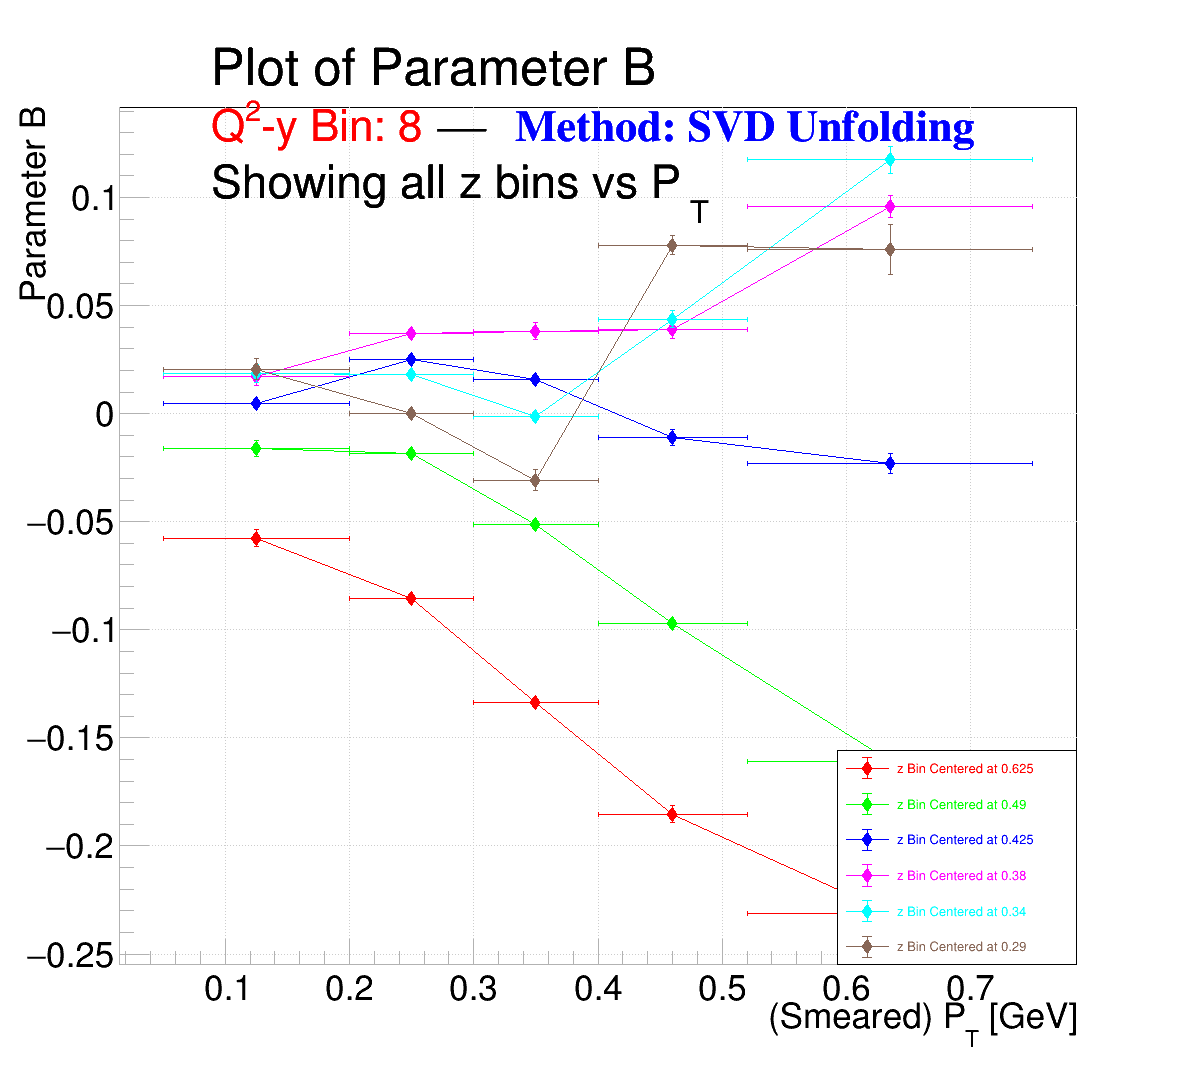 Plot of Parameter B
Q²-y Bin: 8 — Method: SVD Unfolding
Showing all z bins vs P_T
Parameter B
0.1
0.05
0
−0.05
−0.1
−0.15
−0.2
−0.25
z Bin Centered at 0.625
z Bin Centered at 0.49
z Bin Centered at 0.425
z Bin Centered at 0.38
z Bin Centered at 0.34
z Bin Centered at 0.29
0.1 0.2 0.3 0.4 0.5 0.6 0.7
(Smeared) P_T [GeV]